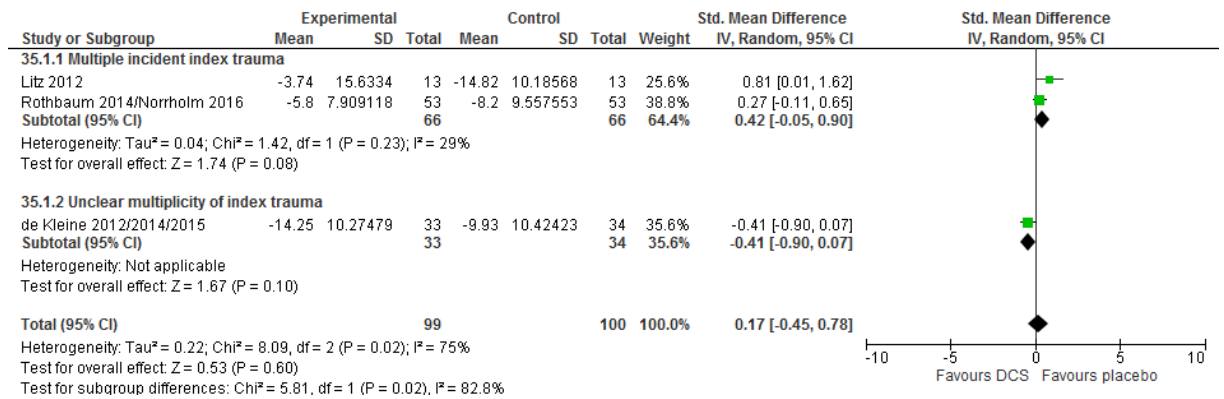 Experimental Control Std. Mean Difference Std. Mean Difference
Study or Subgroup Mean SD Total Mean SD Total Weight IV, Random, 95% CI IV, Random, 95% CI
35.1.1 Multiple incident index trauma
Litz 2012 -3.74 15.6334 13 -14.82 10.18568 13 25.6% 0.81 [0.01, 1.62]
Rothbaum 2014/Norrholm 2016 -5.8 7.909118 53 -8.2 9.557553 53 38.8% 0.27 [-0.11, 0.65]
Subtotal (95% CI) 66 66 64.4% 0.42 [-0.05, 0.90]
Heterogeneity: Tau² = 0.04; Chi² = 1.42, df = 1 (P = 0.23); I² = 29%
Test for overall effect: Z = 1.74 (P = 0.08)
35.1.2 Unclear multiplicity of index trauma
de Kleine 2012/2014/2015 -14.25 10.27479 33 -9.93 10.42423 34 35.6% -0.41 [-0.90, 0.07]
Subtotal (95% CI) 33 34 35.6% -0.41 [-0.90, 0.07]
Heterogeneity: Not applicable
Test for overall effect: Z = 1.67 (P = 0.10)
Total (95% CI) 99 100 100.0% 0.17 [-0.45, 0.78]
Heterogeneity: Tau² = 0.22; Chi² = 8.09, df = 2 (P = 0.02); I² = 75%
Test for overall effect: Z = 0.53 (P = 0.60)
Test for subgroup differences: Chi² = 5.81, df = 1 (P = 0.02), I² = 82.8%
-10 -5 0 5 10
Favours DCS Favours placebo